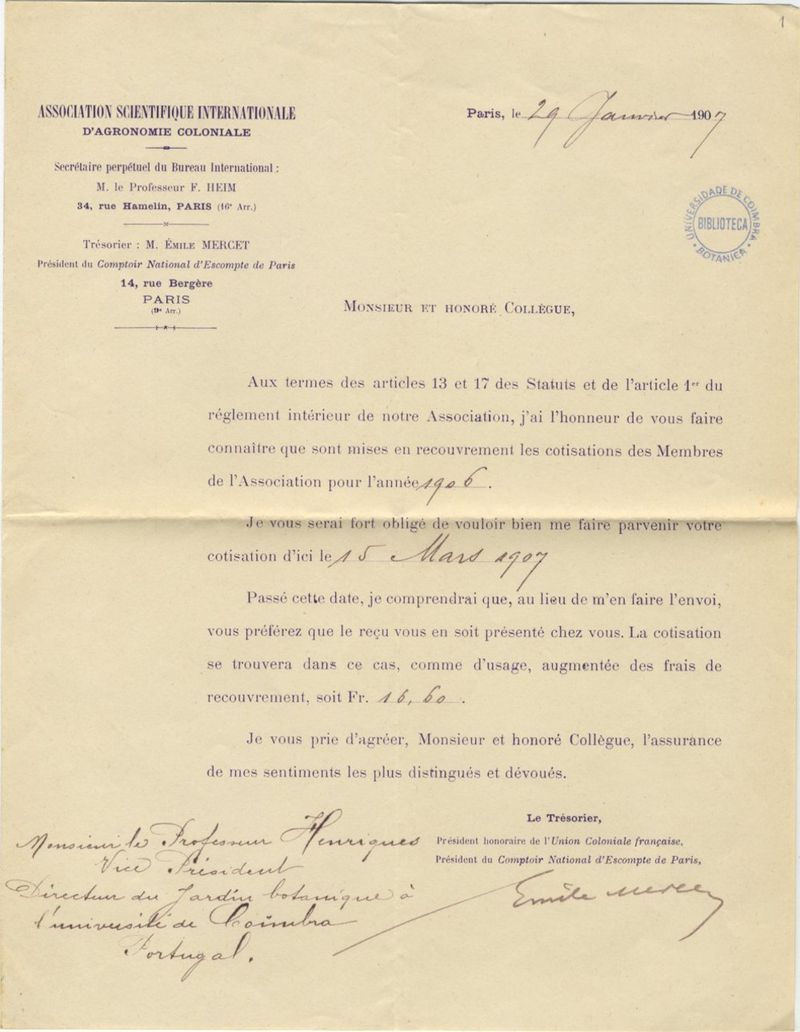 1
ASSOCIATION SCIENTIFIQUE INTERNATIONALE
D'AGRONOMIE COLONIALE
Secrétaire perpétuel du Bureau International :
M. le Professeur F. HEIM
34, rue Hamelin, PARIS (16e Arr.)
Trésorier : M. ÉMILE MERCET
Président du Comptoir National d'Escompte de Paris
14, rue Bergère
PARIS
(9e Arr.)
Paris, le 29 Janvier 1907
UNIVERSIDADE DE COIMBRA
BIBLIOTECA
BOTANICA
MONSIEUR ET HONORÉ COLLÈGUE,
Aux termes des articles 13 et 17 des Statuts et de l'article 1er du
réglement intérieur de notre Association, j'ai l'honneur de vous faire
connaître que sont mises en recouvrement les cotisations des Membres
de l'Association pour l'année 1906.
Je vous serai fort obligé de vouloir bien me faire parvenir votre
cotisation d'ici le 15 Mars 1907
Passé cette date, je comprendrai que, au lieu de m'en faire l'envoi,
vous préférez que le reçu vous en soit présenté chez vous. La cotisation
se trouvera dans ce cas, comme d'usage, augmentée des frais de
recouvrement, soit Fr. 16,60.
Je vous prie d'agréer, Monsieur et honoré Collègue, l'assurance
de mes sentiments les plus distingués et dévoués.
Le Trésorier,
Président honoraire de l'Union Coloniale française,
Président du Comptoir National d'Escompte de Paris,
Emile Mercet
Monsieur le Professeur Henriques
Vice Président
Directeur du Jardin botanique à
l'université de Coïmbra
Portugal.